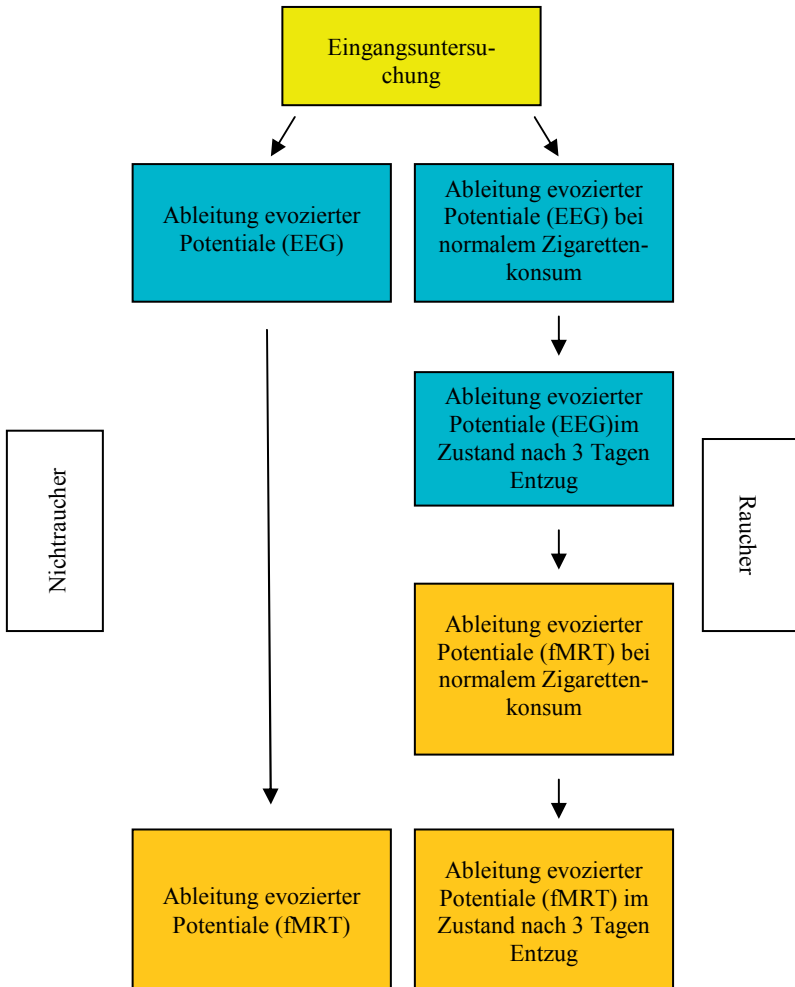 Eingangsuntersu-
chung
Ableitung evozierter
Potentiale (EEG)
Ableitung evozierter
Potentiale (EEG) bei
normalem Zigaretten-
konsum
Ableitung evozierter
Potentiale (EEG)im
Zustand nach 3 Tagen
Entzug
Nichtraucher
Raucher
Ableitung evozierter
Potentiale (fMRT) bei
normalem Zigaretten-
konsum
Ableitung evozierter
Potentiale (fMRT)
Ableitung evozierter
Potentiale (fMRT) im
Zustand nach 3 Tagen
Entzug